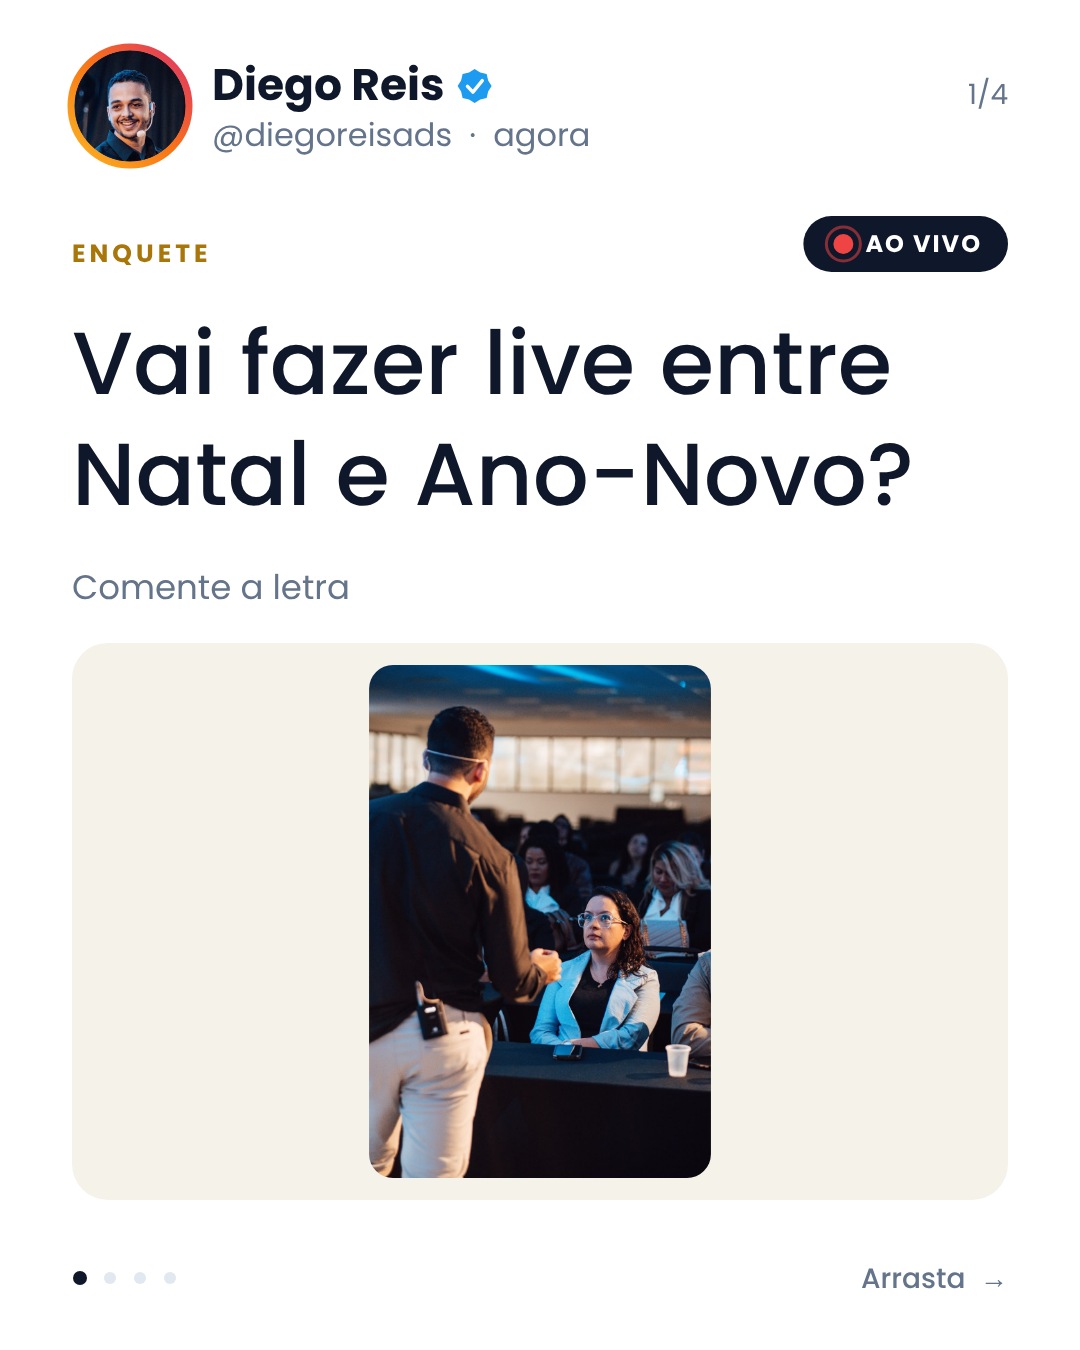 Diego Reis
@diegoreisads · agora
1/4
ENQUETE
AO VIVO
Vai fazer live entre
Natal e Ano-Novo?
Comente a letra
Arrasta →